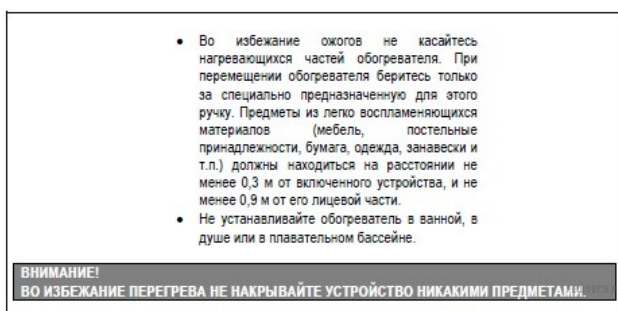 • Во избежание ожогов не касайтесь
нагревающихся частей обогревателя. При
перемещении обогревателя беритесь только
за специально предназначенную для этого
ручку. Предметы из легко воспламеняющихся
материалов (мебель, постельные
принадлежности, бумага, одежда, занавески и
т.п.) должны находиться на расстоянии не
менее 0,3 м от включенного устройства, и не
менее 0,9 м от его лицевой части.
• Не устанавливайте обогреватель в ванной, в
душе или в плавательном бассейне.
ВНИМАНИЕ!
ВО ИЗБЕЖАНИЕ ПЕРЕГРЕВА НЕ НАКРЫВАЙТЕ УСТРОЙСТВО НИКАКИМИ ПРЕДМЕТАМИ.